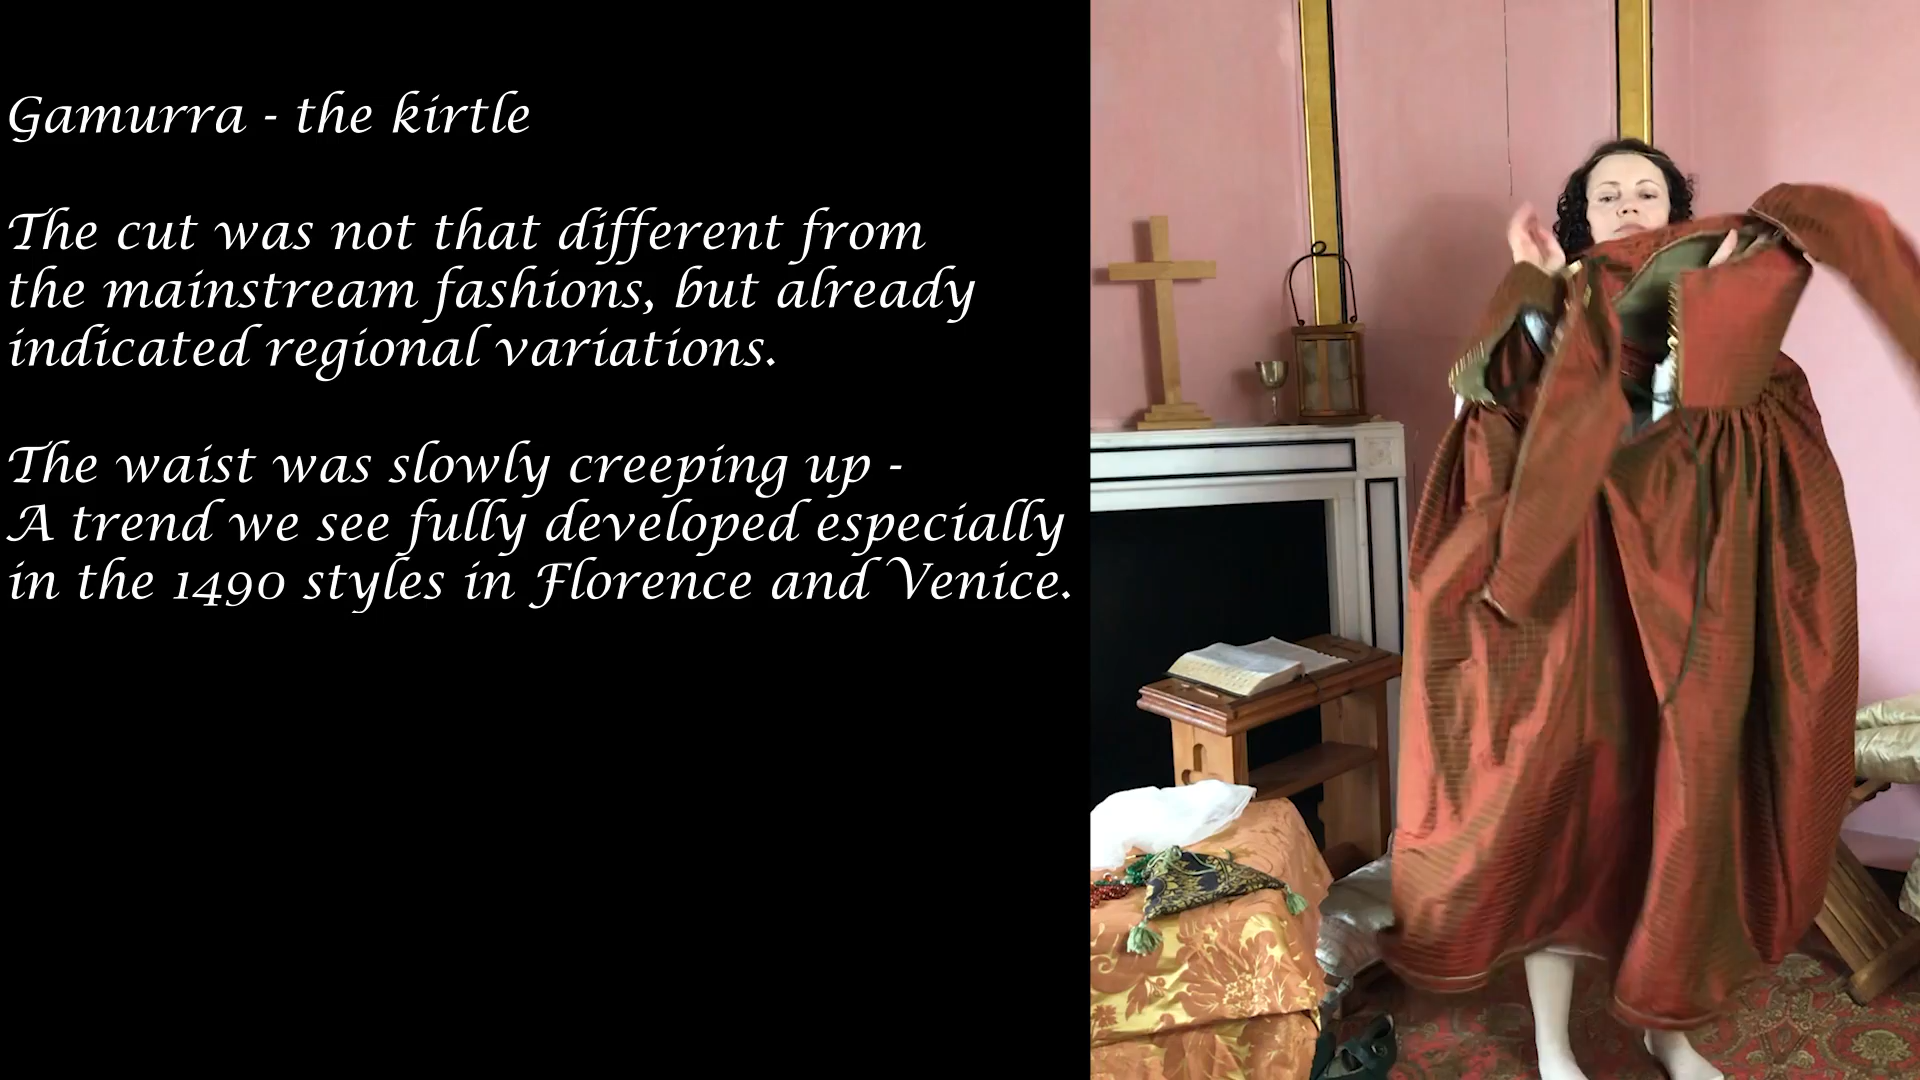 Gamurra - the kirtle
The cut was not that different from
the mainstream fashions, but already
indicated regional variations.
The waist was slowly creeping up -
A trend we see fully developed especially
in the 1490 styles in Florence and Venice.